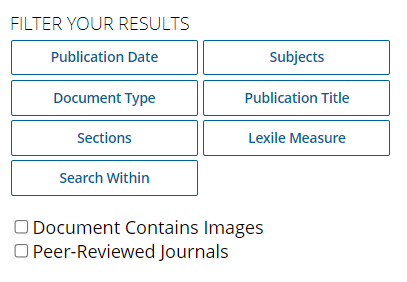 FILTER YOUR RESULTS
Publication Date
Subjects
Document Type
Publication Title
Sections
Lexile Measure
Search Within
Document Contains Images
Peer-Reviewed Journals